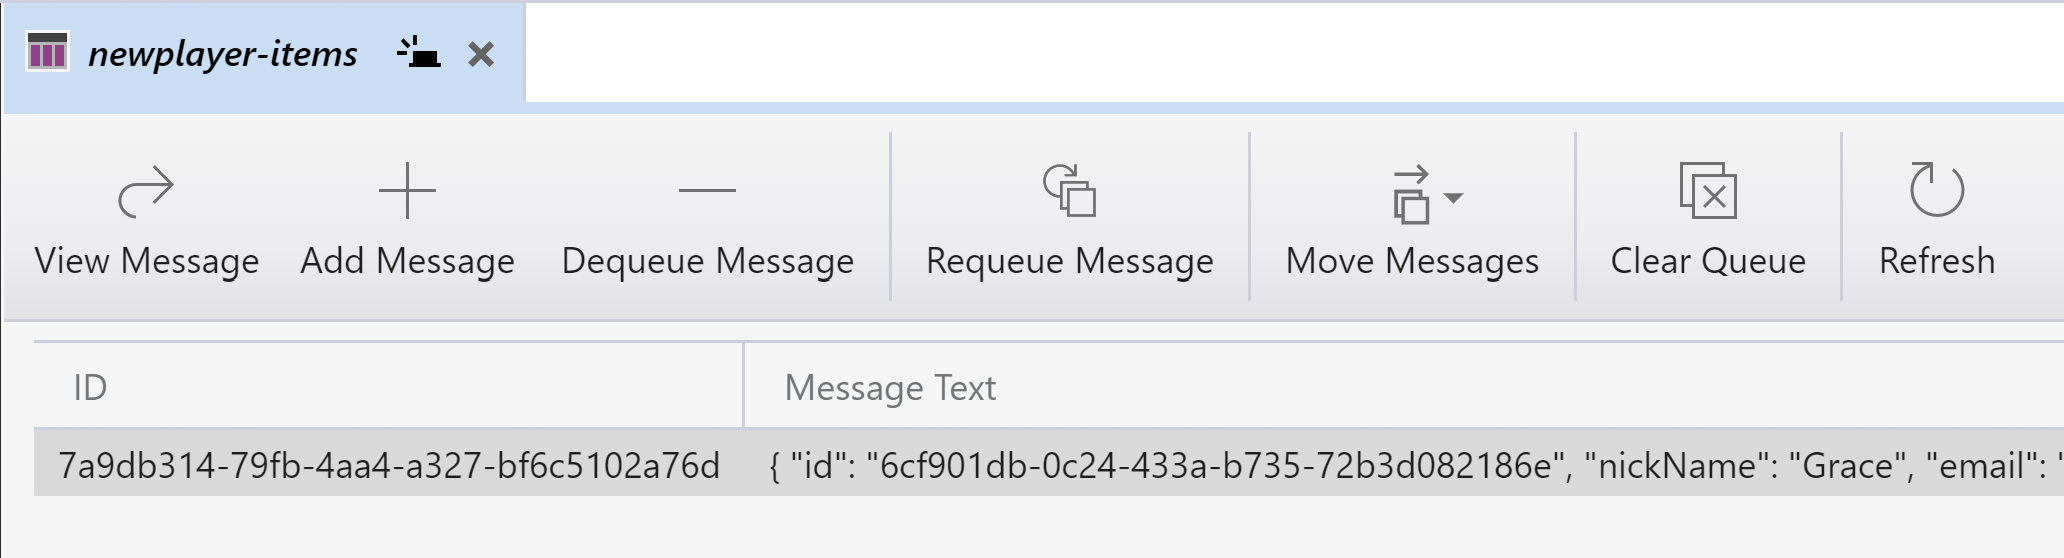 newplayer-items
View Message Add Message Dequeue Message Requeue Message Move Messages Clear Queue Refresh
ID Message Text
7a9db314-79fb-4aa4-a327-bf6c5102a76d { "id": "6cf901db-0c24-433a-b735-72b3d082186e", "nickName": "Grace", "email": "